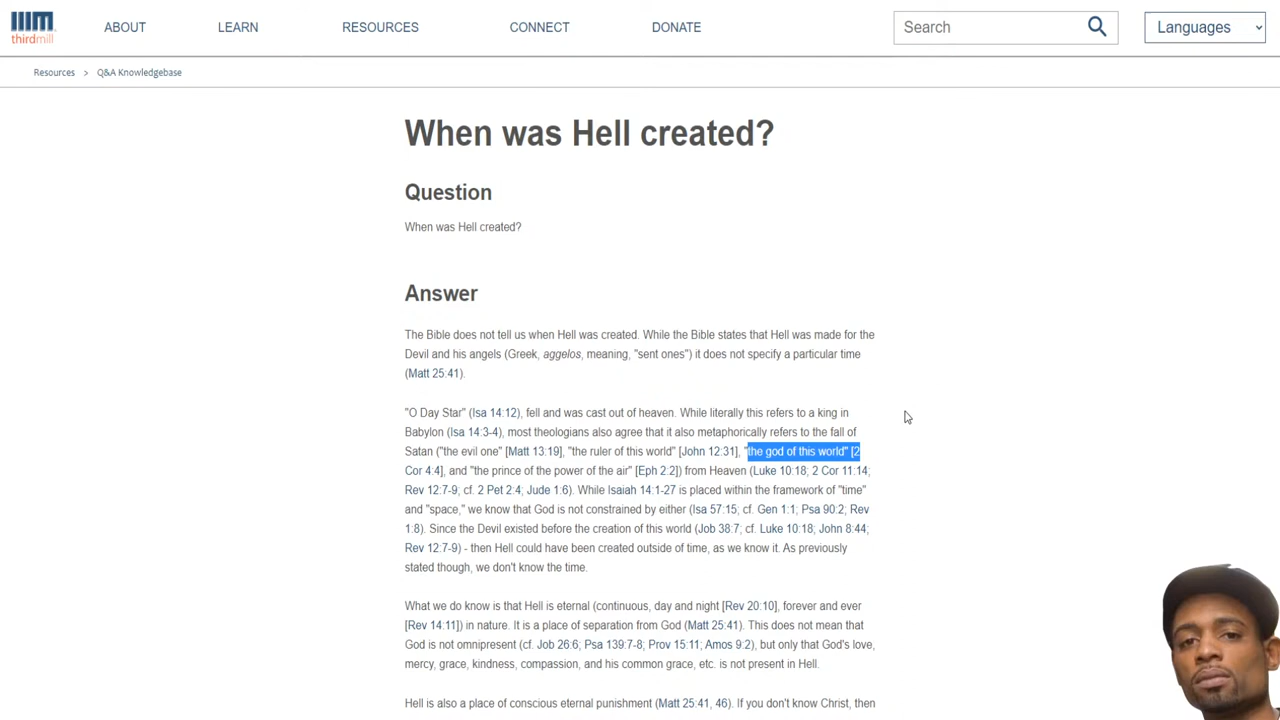 thirdmill
ABOUT
LEARN
RESOURCES
CONNECT
DONATE
Search
Languages
Resources > Q&A Knowledgebase
When was Hell created?
Question
When was Hell created?
Answer
The Bible does not tell us when Hell was created. While the Bible states that Hell was made for the
Devil and his angels (Greek, aggelos, meaning, "sent ones") it does not specify a particular time
(Matt 25:41).
"O Day Star" (Isa 14:12), fell and was cast out of heaven. While literally this refers to a king in
Babylon (Isa 14:3-4), most theologians also agree that it also metaphorically refers to the fall of
Satan ("the evil one" [Matt 13:19], "the ruler of this world" [John 12:31], "the god of this world" [2
Cor 4:4], and "the prince of the power of the air" [Eph 2:2]) from Heaven (Luke 10:18; 2 Cor 11:14;
Rev 12:7-9; cf. 2 Pet 2:4; Jude 1:6). While Isaiah 14:1-27 is placed within the framework of "time"
and "space," we know that God is not constrained by either (Isa 57:15; cf. Gen 1:1; Psa 90:2; Rev
1:8). Since the Devil existed before the creation of this world (Job 38:7; cf. Luke 10:18; John 8:44;
Rev 12:7-9) - then Hell could have been created outside of time, as we know it. As previously
stated though, we don't know the time.
What we do know is that Hell is eternal (continuous, day and night [Rev 20:10], forever and ever
[Rev 14:11]) in nature. It is a place of separation from God (Matt 25:41). This does not mean that
God is not omnipresent (cf. Job 26:6; Psa 139:7-8; Prov 15:11; Amos 9:2), but only that God's love,
mercy, grace, kindness, compassion, and his common grace, etc. is not present in Hell.
Hell is also a place of conscious eternal punishment (Matt 25:41, 46). If you don't know Christ, then